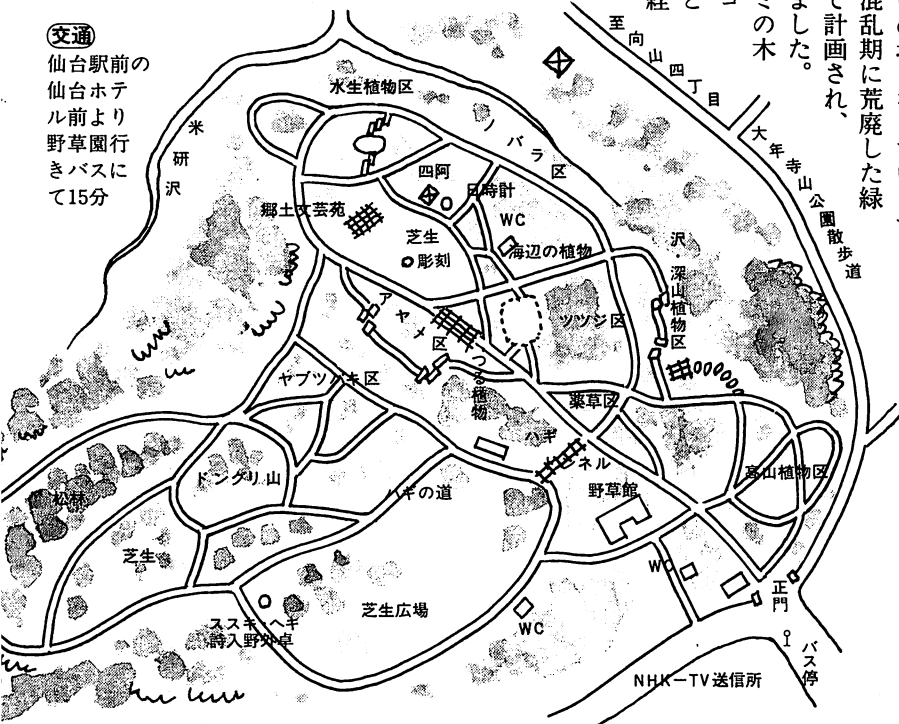 混乱期に荒廃した緑
て計画され、
ました。
ミの木
交通
仙台駅前の
仙台ホテ
ル前より
野草園行
きバスに
て15分
至向山四丁目
大年寺山公園散歩道
米研沢
水生植物区
ノバラ区
四阿
日時計
郷土文芸苑
WC
芝生
海辺の植物
彫刻
沢・深山植物区
アヤメ区
ツツジ区
つる植物
ヤブツバキ区
薬草区
ハギ
トンネル
高山植物区
ドングリ山
ハギの道
野草館
松林
芝生
WC
正門
芝生広場
ススキ・ヘギ
詩入野外卓
WC
バス停
NHK－TV送信所